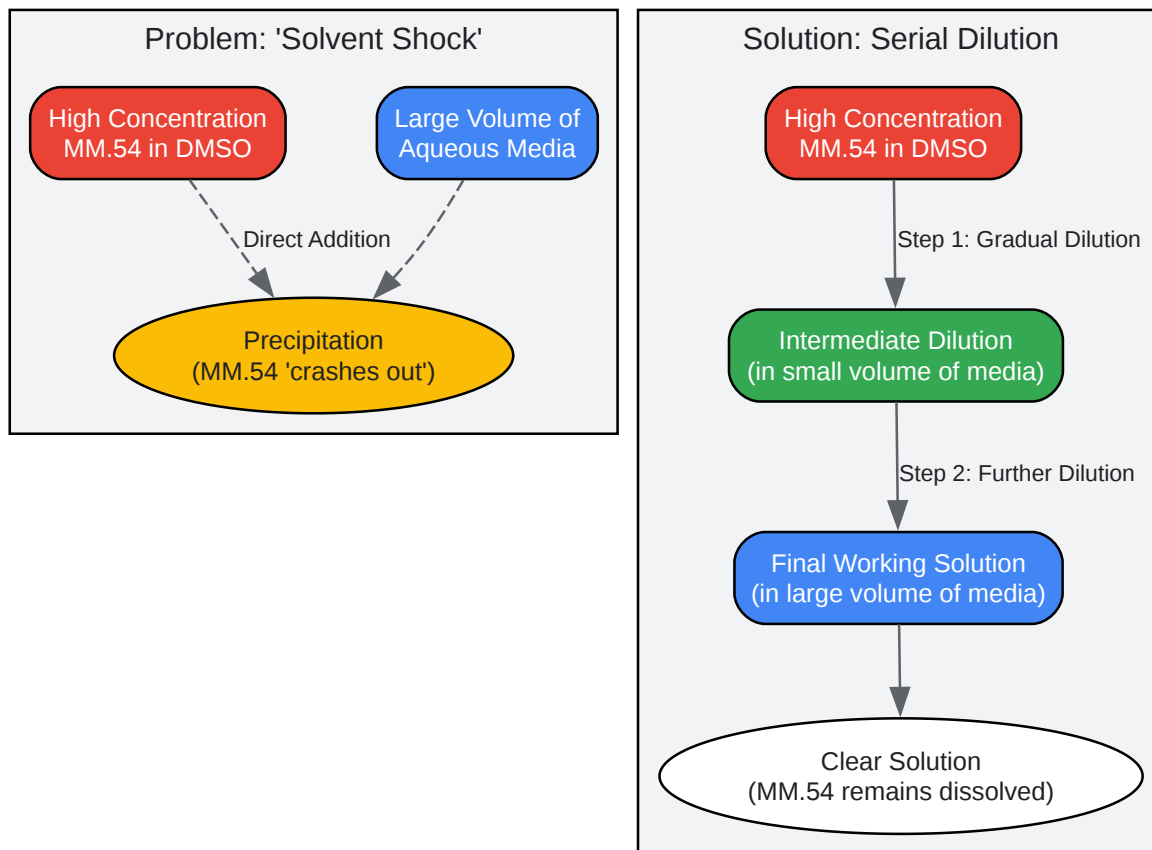 Problem: 'Solvent Shock'
High Concentration
MM.54 in DMSO
Large Volume of
Aqueous Media
Direct Addition
Precipitation
(MM.54 'crashes out')
Solution: Serial Dilution
High Concentration
MM.54 in DMSO
Step 1: Gradual Dilution
Intermediate Dilution
(in small volume of media)
Step 2: Further Dilution
Final Working Solution
(in large volume of media)
Clear Solution
(MM.54 remains dissolved)